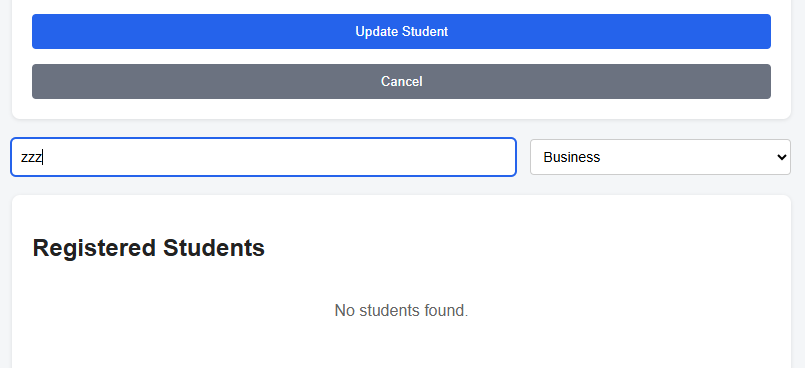 Update Student
Cancel
zzz
Business
Registered Students
No students found.